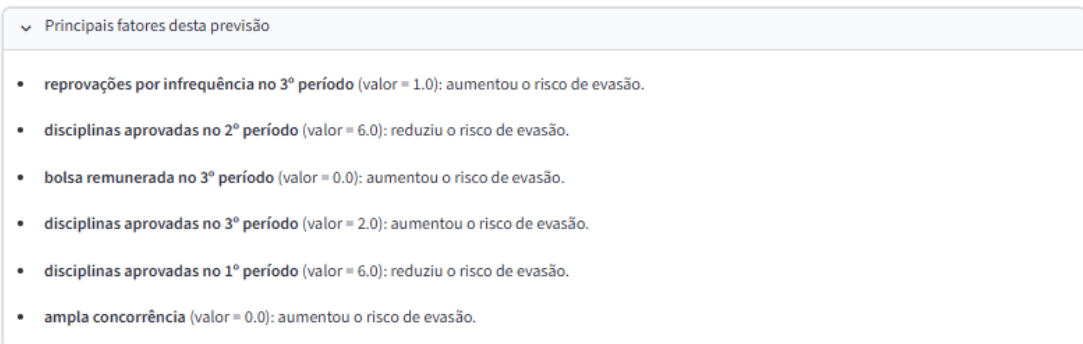 Principais fatores desta previsão
• reprovações por infrequência no 3º período (valor = 1.0): aumentou o risco de evasão.
• disciplinas aprovadas no 2º período (valor = 6.0): reduziu o risco de evasão.
• bolsa remunerada no 3º período (valor = 0.0): aumentou o risco de evasão.
• disciplinas aprovadas no 3º período (valor = 2.0): aumentou o risco de evasão.
• disciplinas aprovadas no 1º período (valor = 6.0): reduziu o risco de evasão.
• ampla concorrência (valor = 0.0): aumentou o risco de evasão.